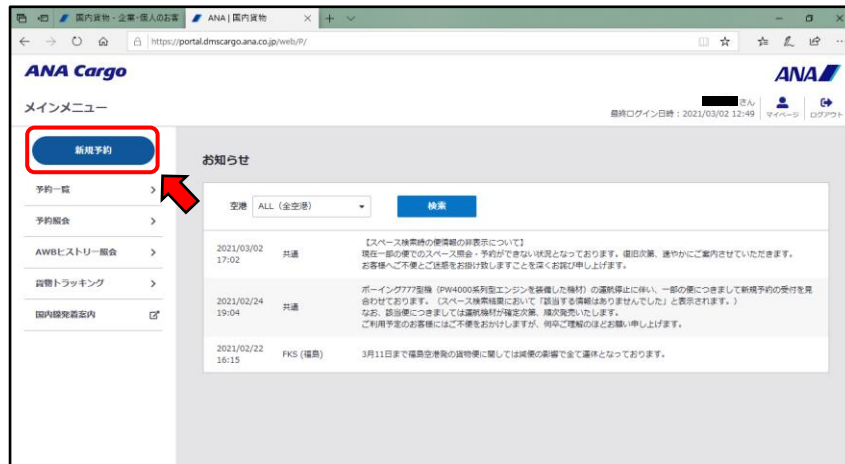 国内貨物 - 企業・個人のお客
ANA | 国内貨物
https://portal.dmscargo.ana.co.jp/web/P/
ANA Cargo
ANA
メインメニュー
さん
最終ログイン日時：2021/03/02 12:49
マイページ
ログアウト
新規予約
お知らせ
予約一覧
予約照会
AWBヒストリー照会
貨物トラッキング
国内線発着案内
空港 ALL（全空港） 検索
2021/03/02 17:02
共通
【スペース検索時の便情報の非表示について】
現在一部の便でのスペース照会・予約ができない状況となっております。復旧次第、速やかにご案内させていただきます。
お客様へご不便とご迷惑をお掛け致しますことを深くお詫び申し上げます。
2021/02/24 19:04
共通
ボーイング777型機（PW4000系列型エンジンを装備した機材）の運航停止に伴い、一部の便につきまして新規予約の受付を見
合わせております。（スペース検索結果において「該当する情報はありませんでした」と表示されます。）
なお、該当便につきましては運航機材が確定次第、順次発売いたします。
ご利用予定のお客様にはご不便をおかけしますが、何卒ご理解のほどお願い申し上げます。
2021/02/22 16:15
FKS (福島)
3月11日まで福島空港発の貨物便に関しては減便の影響で全て運休となっております。